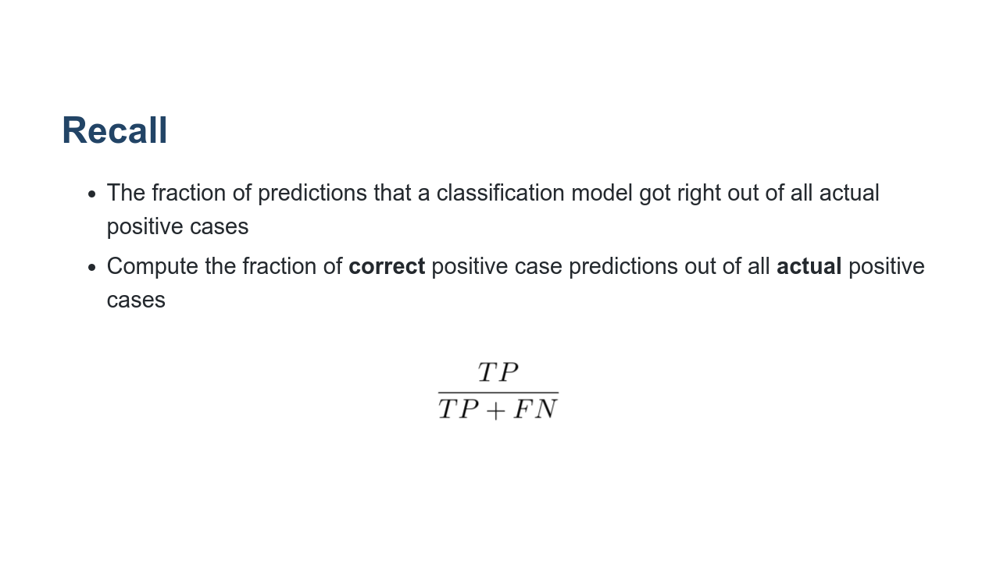 Recall
• The fraction of predictions that a classification model got right out of all actual
positive cases
• Compute the fraction of correct positive case predictions out of all actual positive
cases
TP
TP + FN